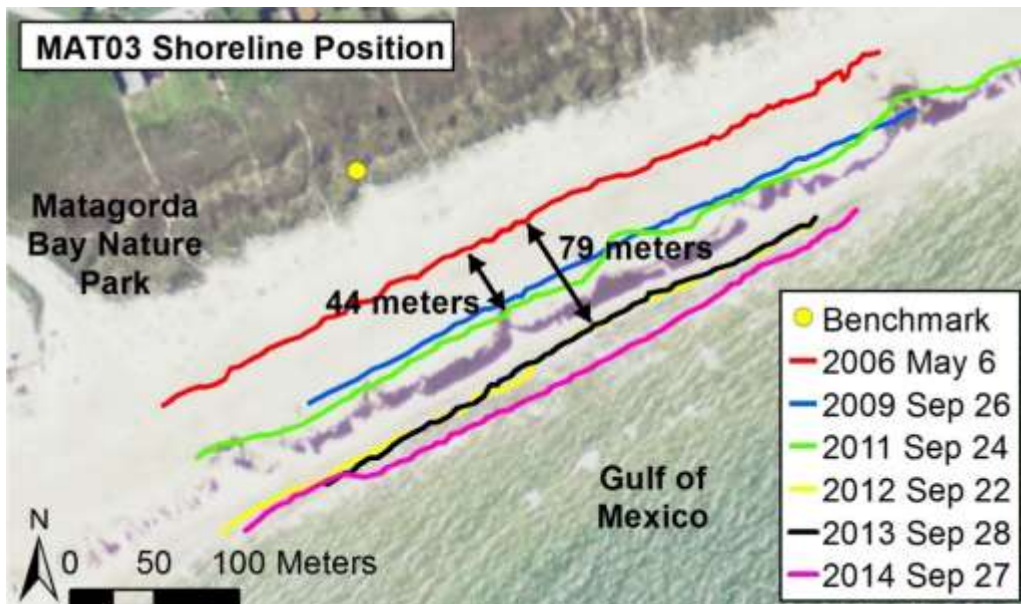 MAT03 Shoreline Position
Matagorda
Bay Nature
Park
79 meters
44 meters
Benchmark
2006 May 6
2009 Sep 26
2011 Sep 24
2012 Sep 22
2013 Sep 28
2014 Sep 27
Gulf of
Mexico
N
0 50 100 Meters